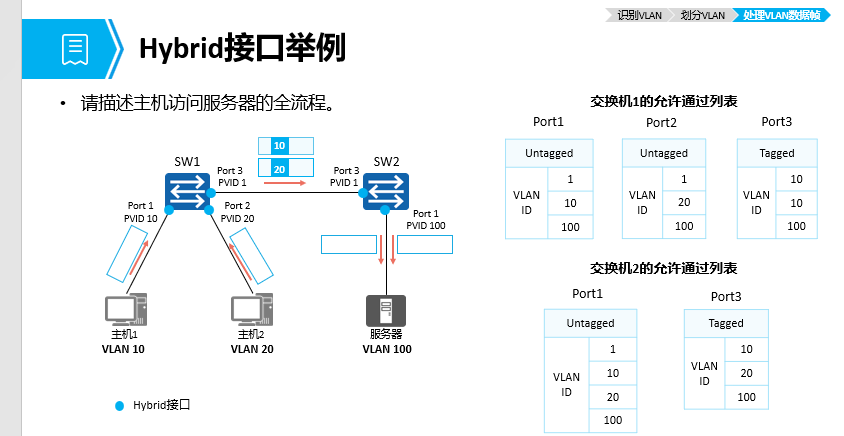 识别VLAN
划分VLAN
处理VLAN数据帧
Hybrid接口举例
• 请描述主机访问服务器的全流程。
10
20
SW1
SW2
Port 3
PVID 1
Port 3
PVID 1
Port 1
PVID 10
Port 2
PVID 20
Port 1
PVID 100
主机1
VLAN 10
主机2
VLAN 20
服务器
VLAN 100
Hybrid接口
交换机1的允许通过列表
Port1
Untagged
VLAN
ID
1
10
100
Port2
Untagged
VLAN
ID
1
20
100
Port3
Tagged
VLAN
ID
10
10
100
交换机2的允许通过列表
Port1
Untagged
VLAN
ID
1
10
20
100
Port3
Tagged
VLAN
ID
10
20
100